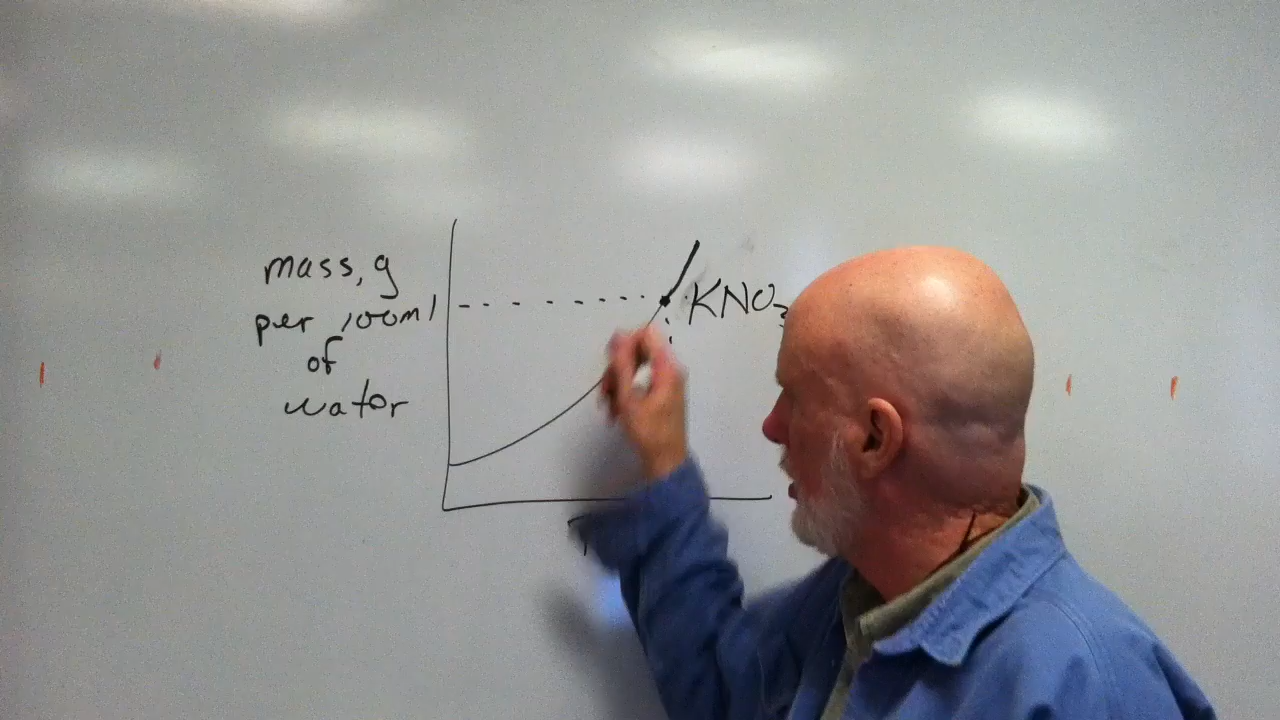 mass, g
per 100ml
of
water
KNO3
T